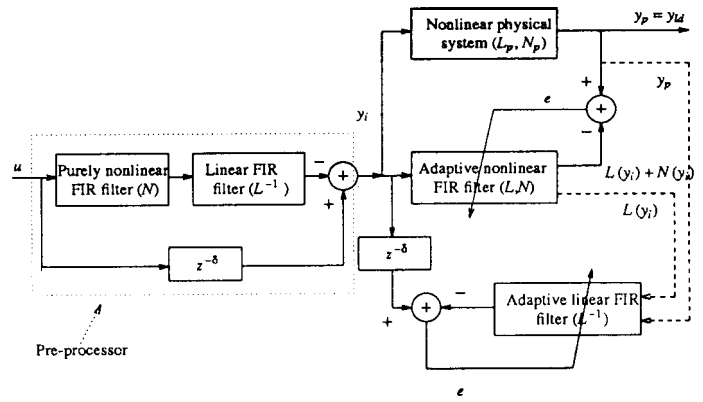 Nonlinear physical
system (Lₚ, Nₚ)
yₚ = y_ld
yₚ
+
e
+
−
yᵢ
u
Purely nonlinear
FIR filter (N)
Linear FIR
filter (L⁻¹ )
−
+
+
Adaptive nonlinear
FIR filter (L,N)
L (yᵢ) + N (yᵢ)
L (yᵢ)
z⁻ᵟ
z⁻ᵟ
−
+
+
Adaptive linear FIR
filter (L⁻¹)
Pre-processor
e